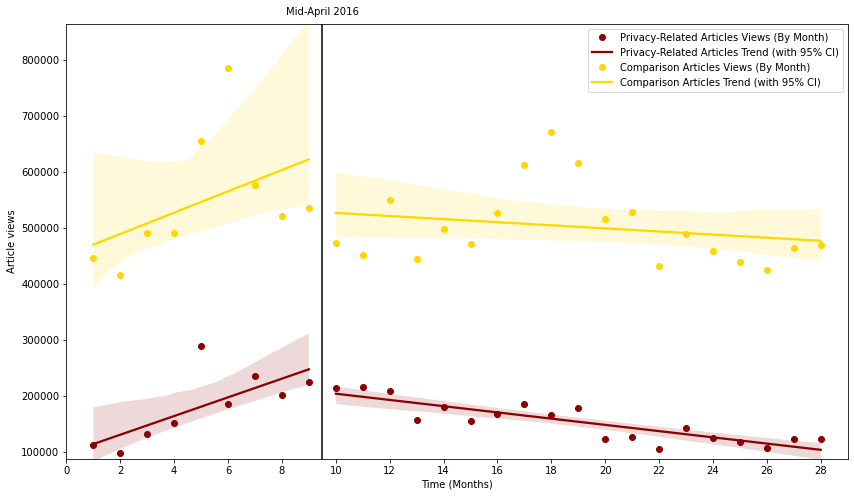 Mid-April 2016
Privacy-Related Articles Views (By Month)
Privacy-Related Articles Trend (with 95% CI)
Comparison Articles Views (By Month)
Comparison Articles Trend (with 95% CI)
800000
700000
600000
500000
400000
300000
200000
100000
Article views
0 2 4 6 8 10 12 14 16 18 20 22 24 26 28
Time (Months)